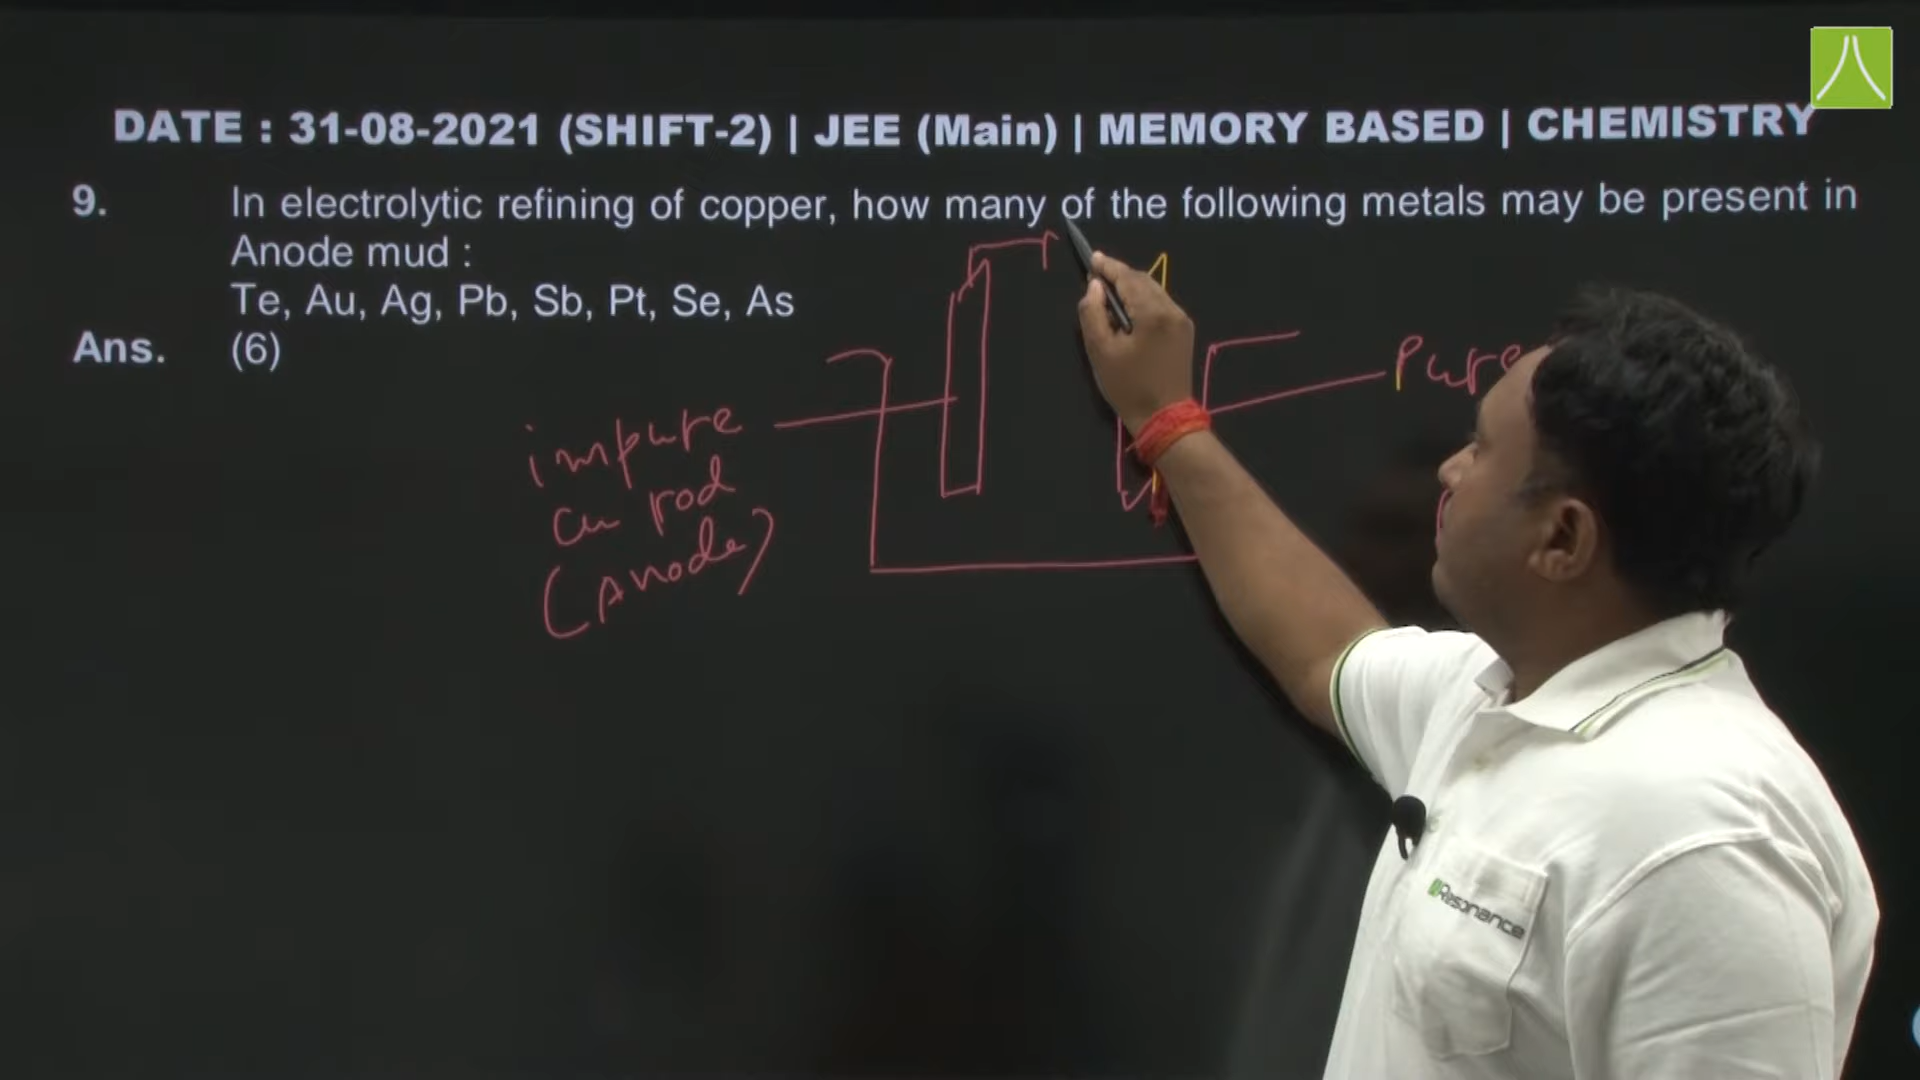 DATE : 31-08-2021 (SHIFT-2) | JEE (Main) | MEMORY BASED | CHEMISTRY
9. In electrolytic refining of copper, how many of the following metals may be present in
Anode mud :
Te, Au, Ag, Pb, Sb, Pt, Se, As
Ans. (6)
impure
Cu rod
(Anode)
Pure
Resonance